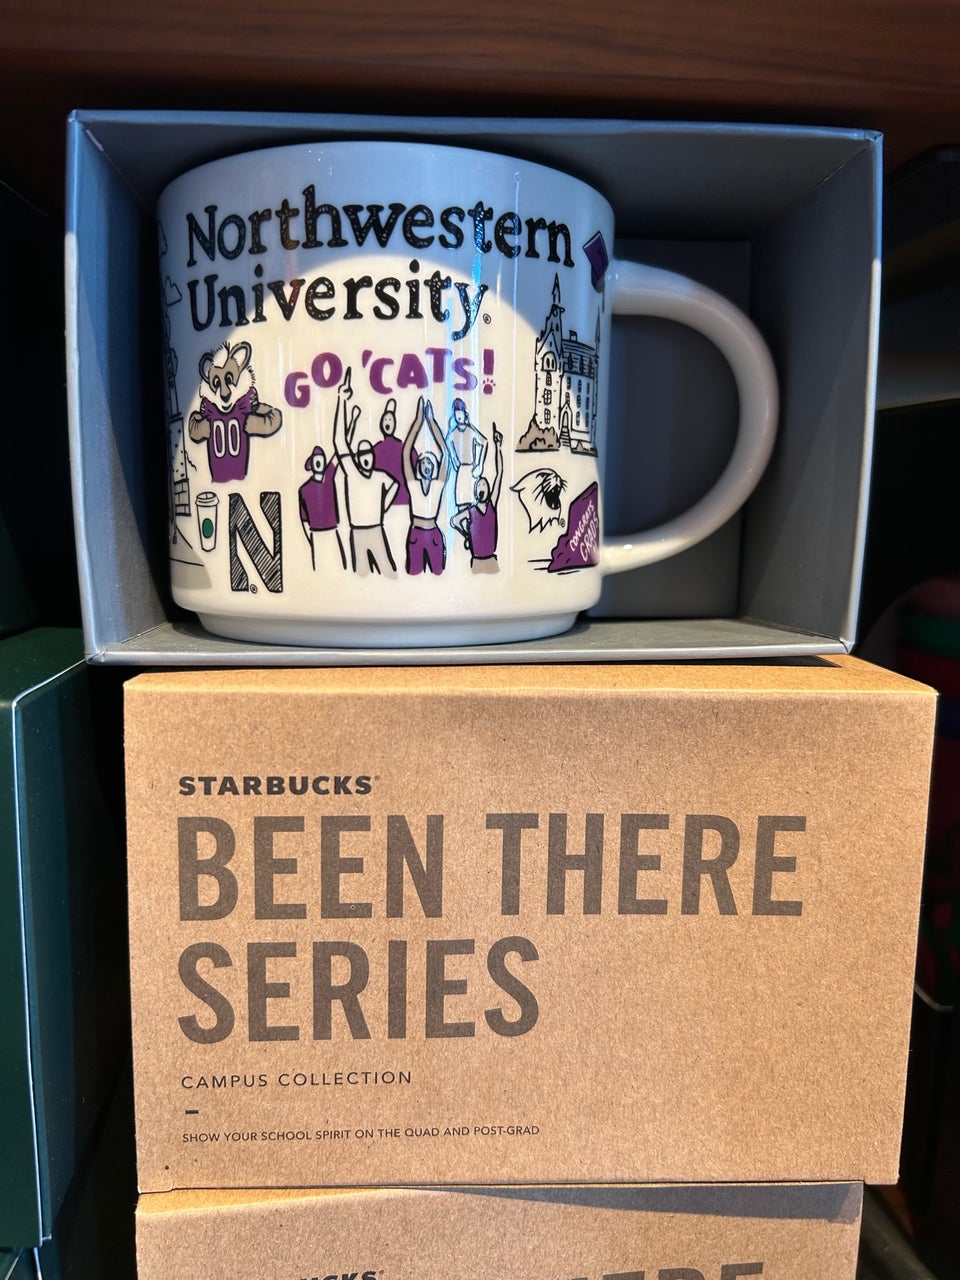 Northwestern
University®
GO 'CATS!
00
N®
CONGRATS
GRADS
STARBUCKS®
BEEN THERE
SERIES
CAMPUS COLLECTION
–
SHOW YOUR SCHOOL SPIRIT ON THE QUAD AND POST-GRAD